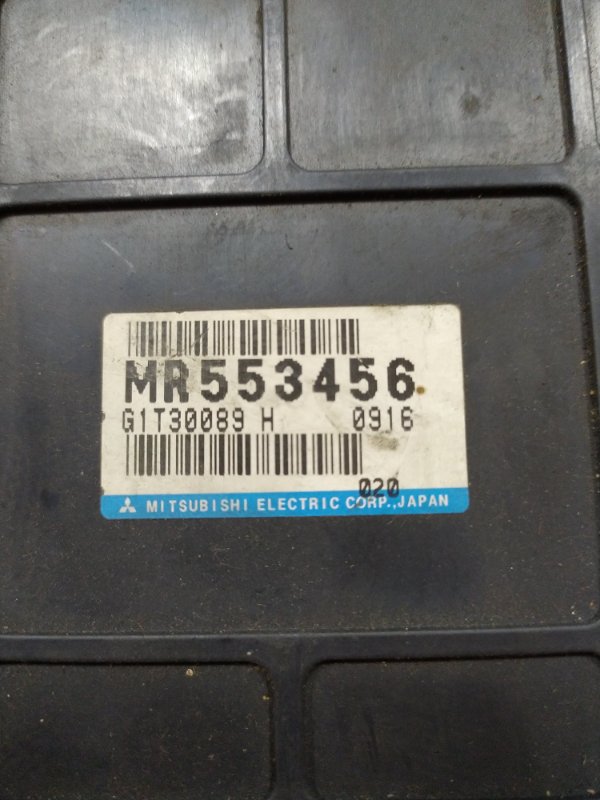 MR553456
G1T30089 H 0916
020
MITSUBISHI ELECTRIC CORP.,JAPAN